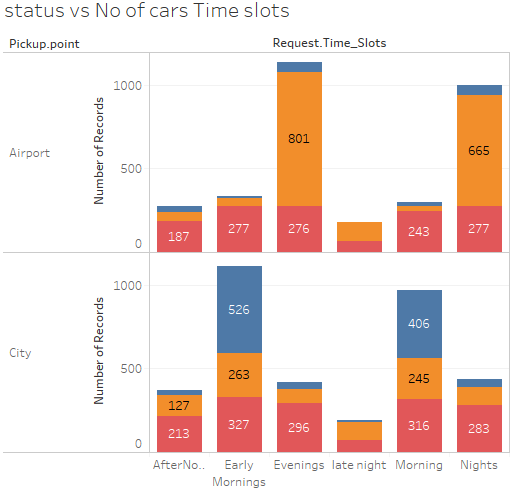 status vs No of cars Time slots
Pickup.point
Request.Time_Slots
Airport
Number of Records
1000
500
0
187
277
276
801
243
277
665
City
Number of Records
1000
500
0
213
127
327
263
526
296
316
245
406
283
AfterNo..
Early Mornings
Evenings
late night
Morning
Nights